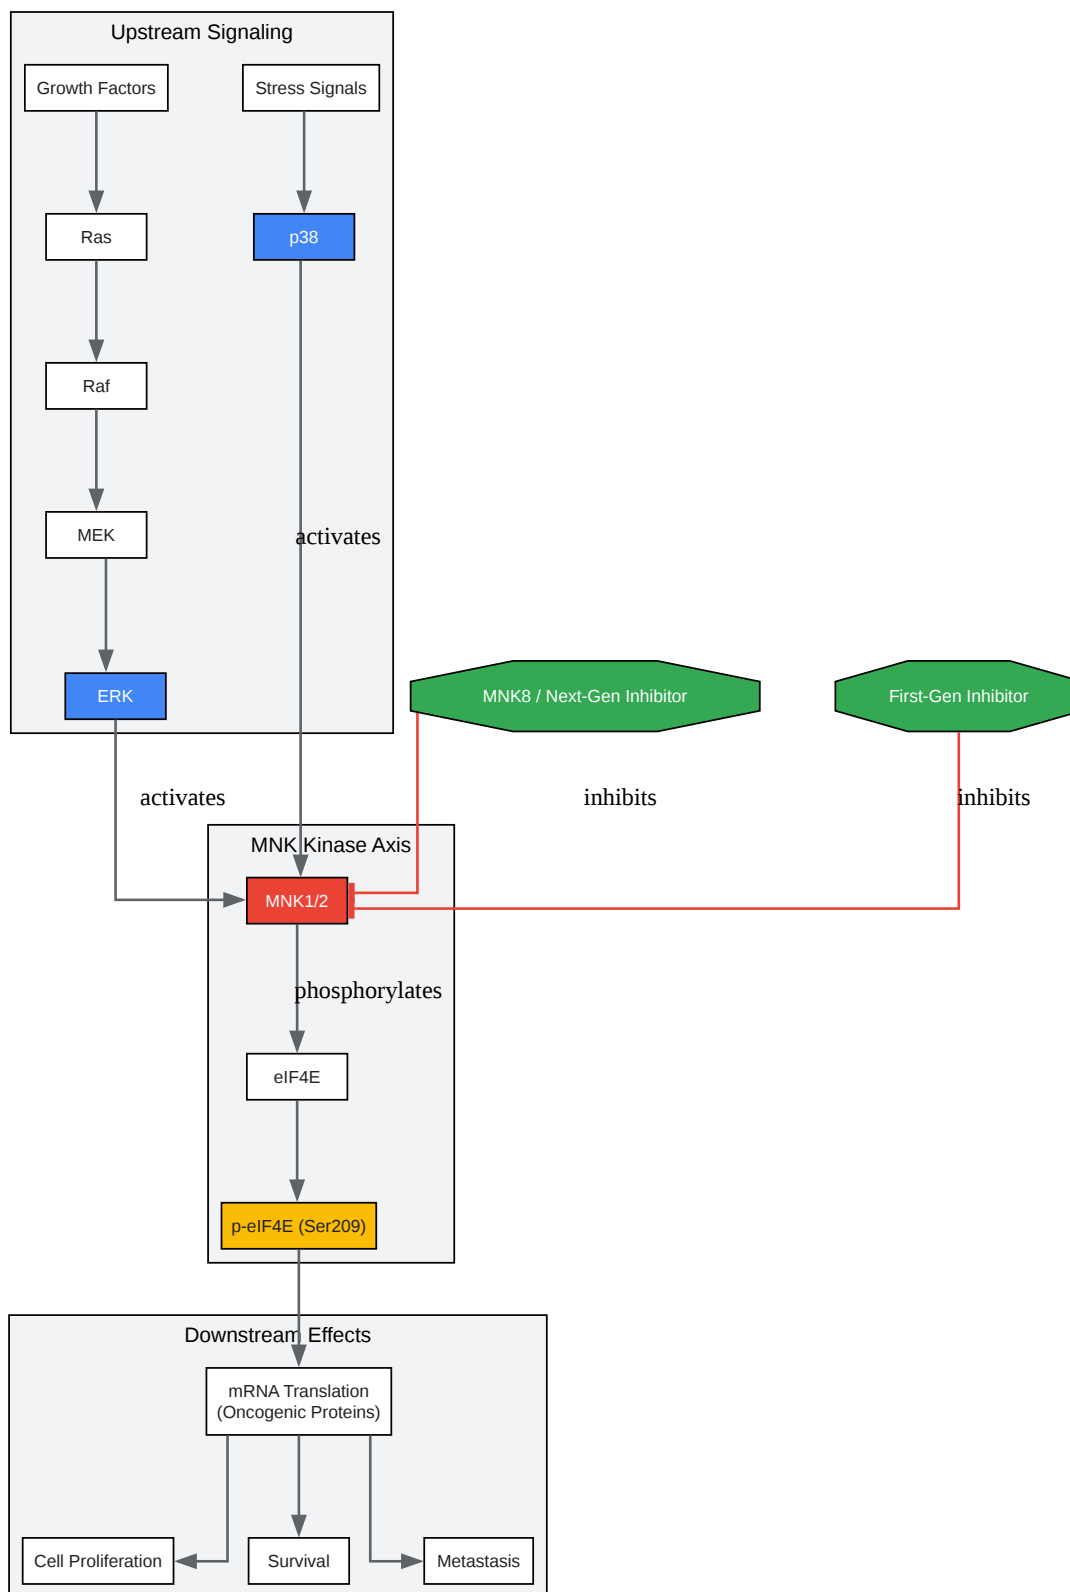 Upstream Signaling
Growth Factors
Stress Signals
Ras
p38
Raf
MEK
activates
ERK
MNK8 / Next-Gen Inhibitor
First-Gen Inhibitor
activates
inhibits
inhibits
MNK Kinase Axis
MNK1/2
phosphorylates
eIF4E
p-eIF4E (Ser209)
Downstream Effects
mRNA Translation
(Oncogenic Proteins)
Cell Proliferation
Survival
Metastasis